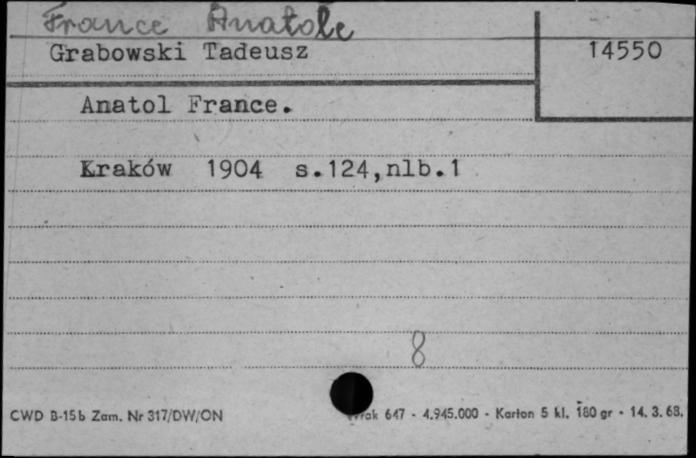 France Anatole
Grabowski Tadeusz
14550
Anatol France.
Kraków 1904 s.124,nlb.1
8
CWD B-15b Zam. Nr 317/DW/ON
647 - 4.945.000 - Karton 5 kl. 180 gr - 14. 3. 68.